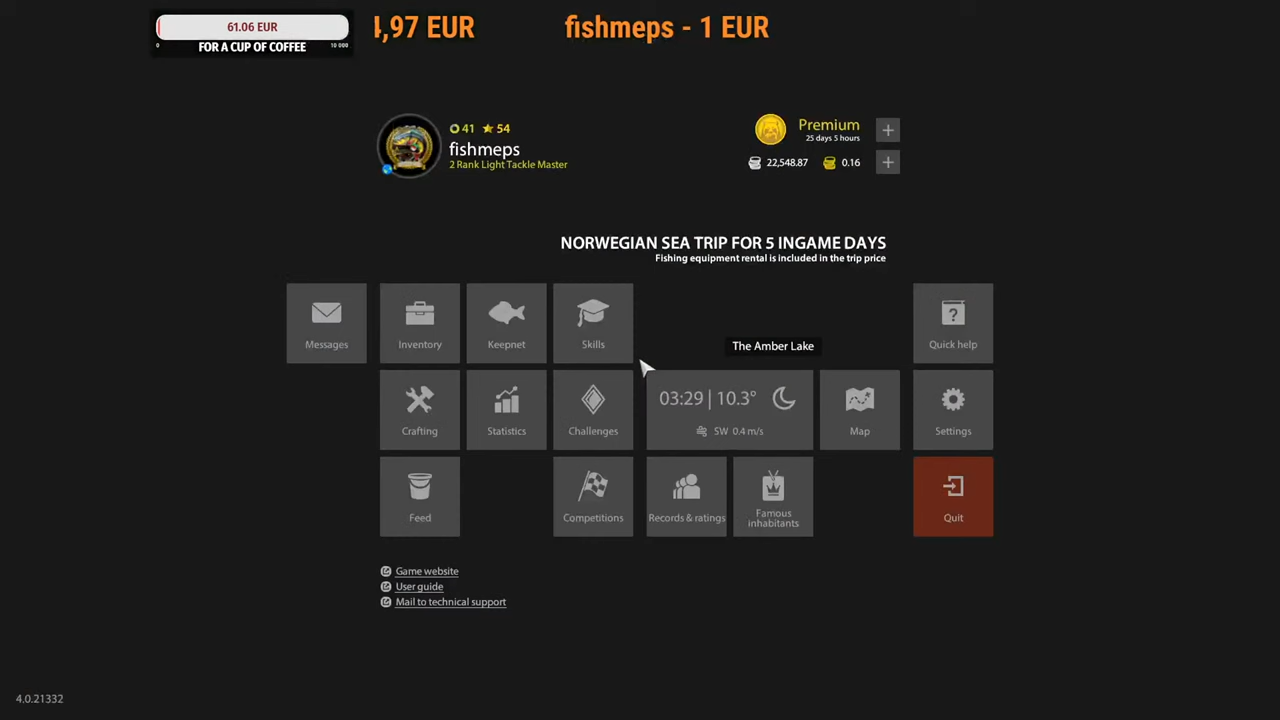 61.06 EUR
0
10 000
FOR A CUP OF COFFEE
4,97 EUR
fishmeps - 1 EUR
41 54
fishmeps
2 Rank Light Tackle Master
Premium
25 days 5 hours
22,548.87 0.16
NORWEGIAN SEA TRIP FOR 5 INGAME DAYS
Fishing equipment rental is included in the trip price
Messages
Inventory
Keepnet
Skills
The Amber Lake
Quick help
Crafting
Statistics
Challenges
03:29 | 10.3°
SW 0.4 m/s
Map
Settings
Feed
Competitions
Records & ratings
Famous
inhabitants
Quit
Game website
User guide
Mail to technical support
4.0.21332